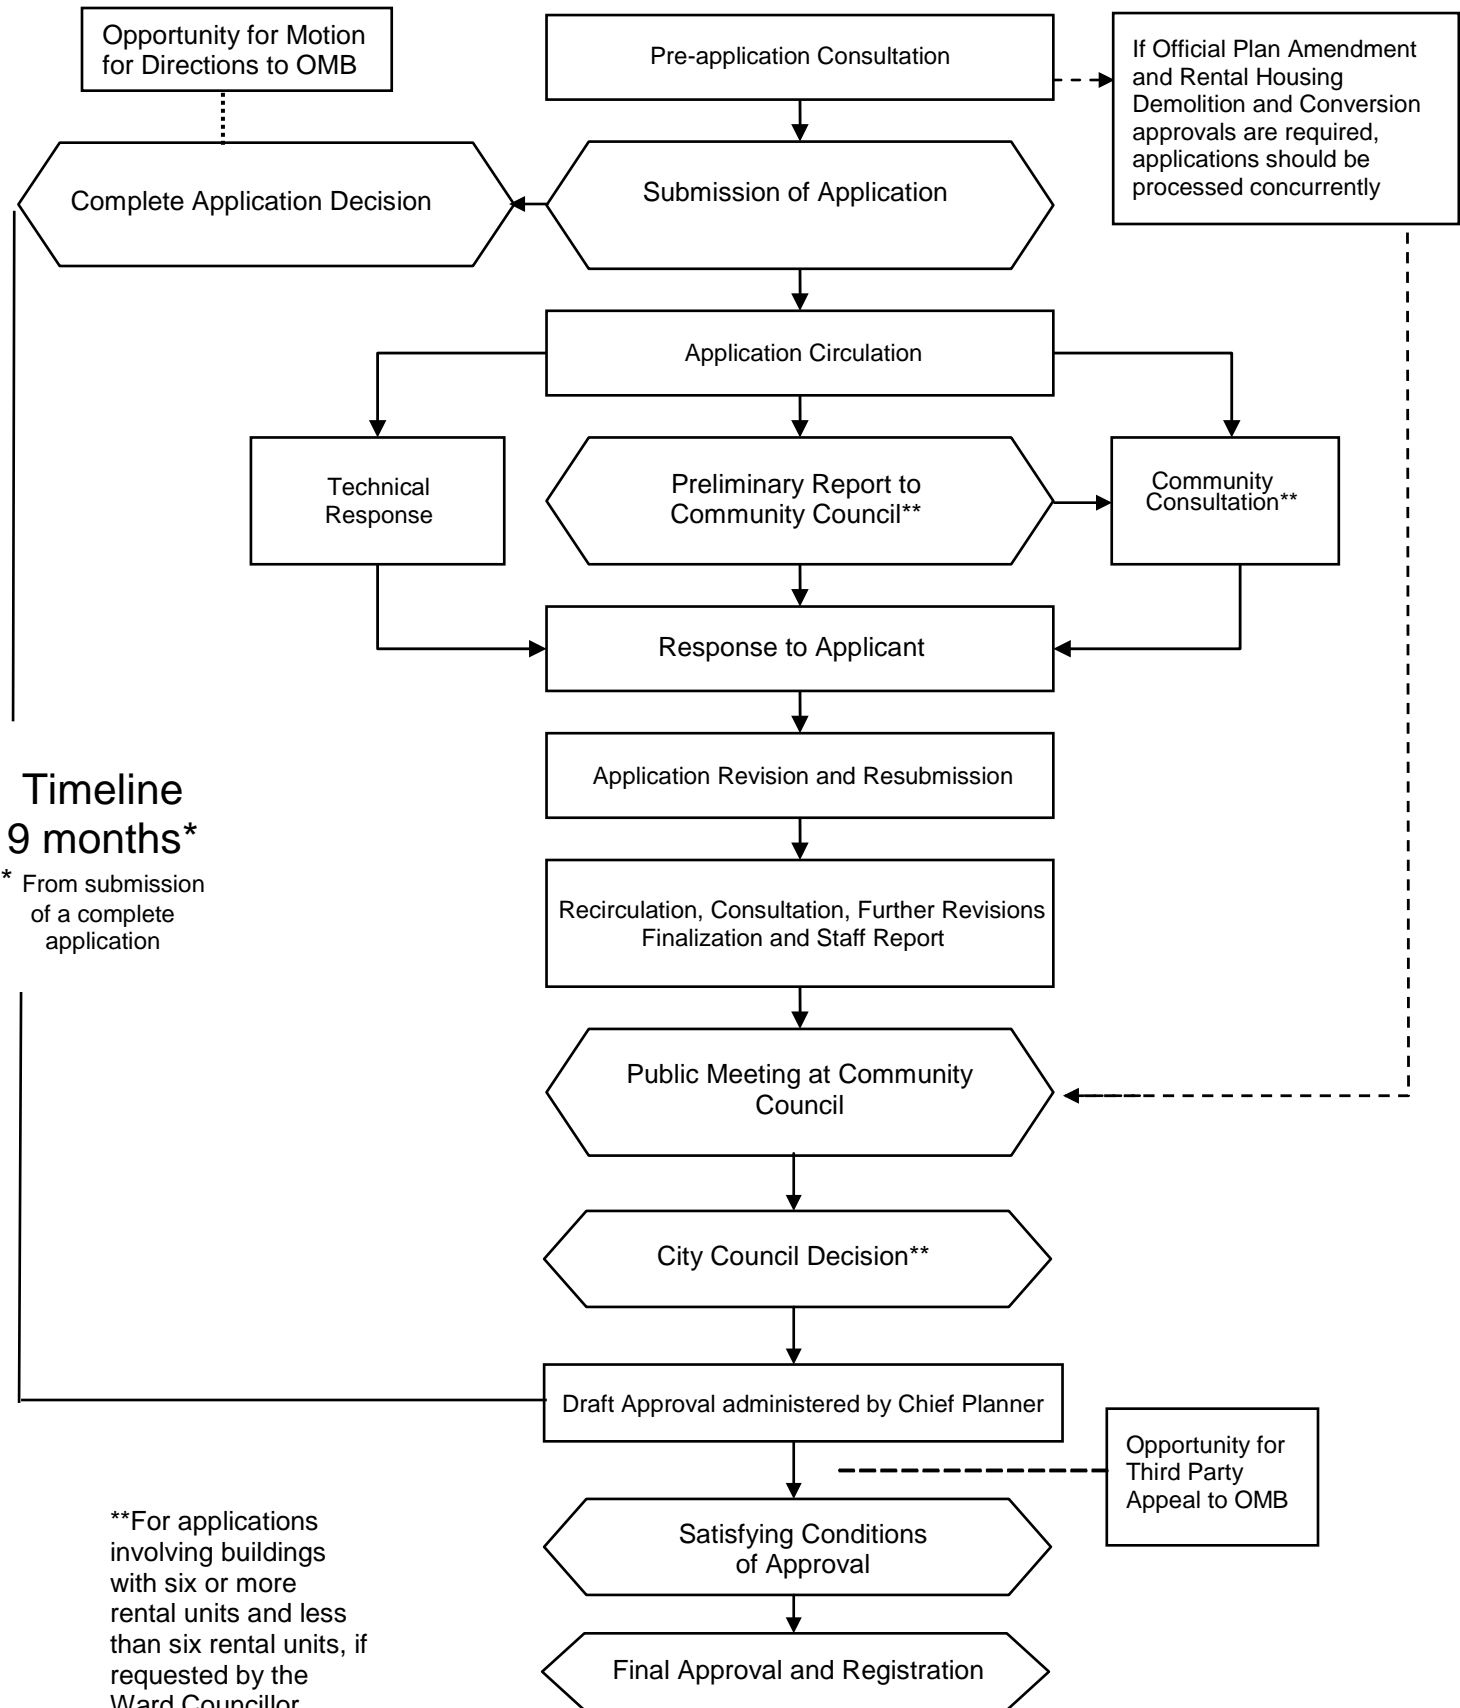 Opportunity for Motion
for Directions to OMB
Pre-application Consultation
If Official Plan Amendment
and Rental Housing
Demolition and Conversion
approvals are required,
applications should be
processed concurrently
Complete Application Decision
Submission of Application
Application Circulation
Technical
Response
Preliminary Report to
Community Council**
Community
Consultation**
Response to Applicant
Application Revision and Resubmission
Timeline
9 months*
* From submission
of a complete
application
Recirculation, Consultation, Further Revisions
Finalization and Staff Report
Public Meeting at Community
Council
City Council Decision**
Draft Approval administered by Chief Planner
Opportunity for
Third Party
Appeal to OMB
Satisfying Conditions
of Approval
**For applications
involving buildings
with six or more
rental units and less
than six rental units, if
requested by the
Ward Councillor
Final Approval and Registration